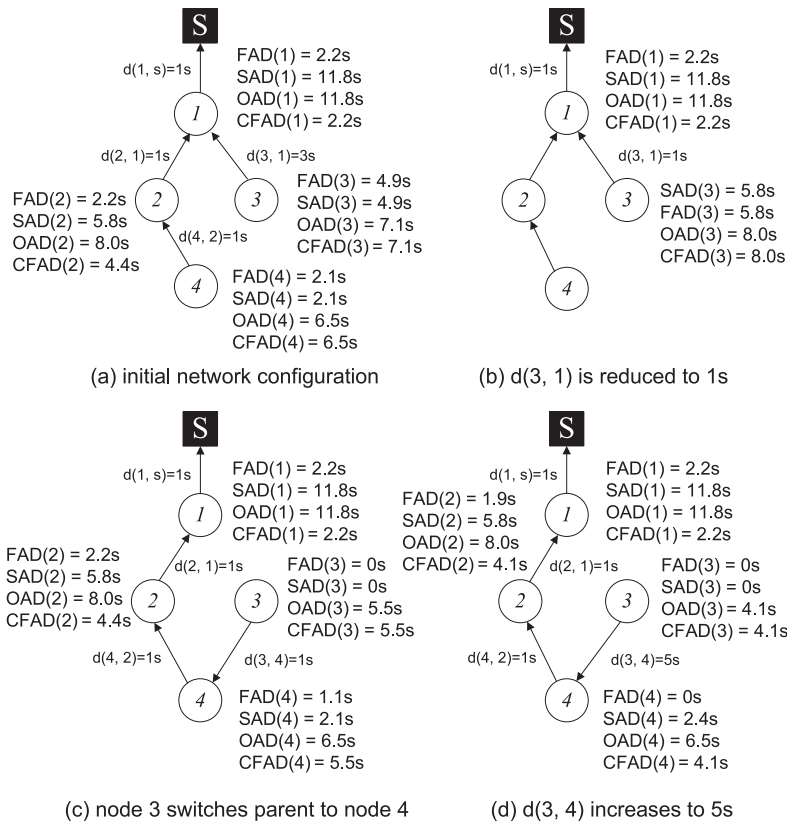 S
d(1, s)=1s
FAD(1) = 2.2s
SAD(1) = 11.8s
OAD(1) = 11.8s
CFAD(1) = 2.2s
1
d(2, 1)=1s
d(3, 1)=3s
FAD(2) = 2.2s
SAD(2) = 5.8s
OAD(2) = 8.0s
CFAD(2) = 4.4s
2
3
FAD(3) = 4.9s
SAD(3) = 4.9s
OAD(3) = 7.1s
CFAD(3) = 7.1s
d(4, 2)=1s
4
FAD(4) = 2.1s
SAD(4) = 2.1s
OAD(4) = 6.5s
CFAD(4) = 6.5s
(a) initial network configuration
S
d(1, s)=1s
FAD(1) = 2.2s
SAD(1) = 11.8s
OAD(1) = 11.8s
CFAD(1) = 2.2s
1
d(3, 1)=1s
2
3
SAD(3) = 5.8s
FAD(3) = 5.8s
OAD(3) = 8.0s
CFAD(3) = 8.0s
4
(b) d(3, 1) is reduced to 1s
S
d(1, s)=1s
FAD(1) = 2.2s
SAD(1) = 11.8s
OAD(1) = 11.8s
CFAD(1) = 2.2s
1
FAD(2) = 2.2s
SAD(2) = 5.8s
OAD(2) = 8.0s
CFAD(2) = 4.4s
d(2, 1)=1s
2
3
FAD(3) = 0s
SAD(3) = 0s
OAD(3) = 5.5s
CFAD(3) = 5.5s
d(4, 2)=1s
d(3, 4)=1s
4
FAD(4) = 1.1s
SAD(4) = 2.1s
OAD(4) = 6.5s
CFAD(4) = 5.5s
(c) node 3 switches parent to node 4
S
d(1, s)=1s
FAD(1) = 2.2s
SAD(1) = 11.8s
OAD(1) = 11.8s
CFAD(1) = 2.2s
1
FAD(2) = 1.9s
SAD(2) = 5.8s
OAD(2) = 8.0s
CFAD(2) = 4.1s
d(2, 1)=1s
2
3
FAD(3) = 0s
SAD(3) = 0s
OAD(3) = 4.1s
CFAD(3) = 4.1s
d(4, 2)=1s
d(3, 4)=5s
4
FAD(4) = 0s
SAD(4) = 2.4s
OAD(4) = 6.5s
CFAD(4) = 4.1s
(d) d(3, 4) increases to 5s